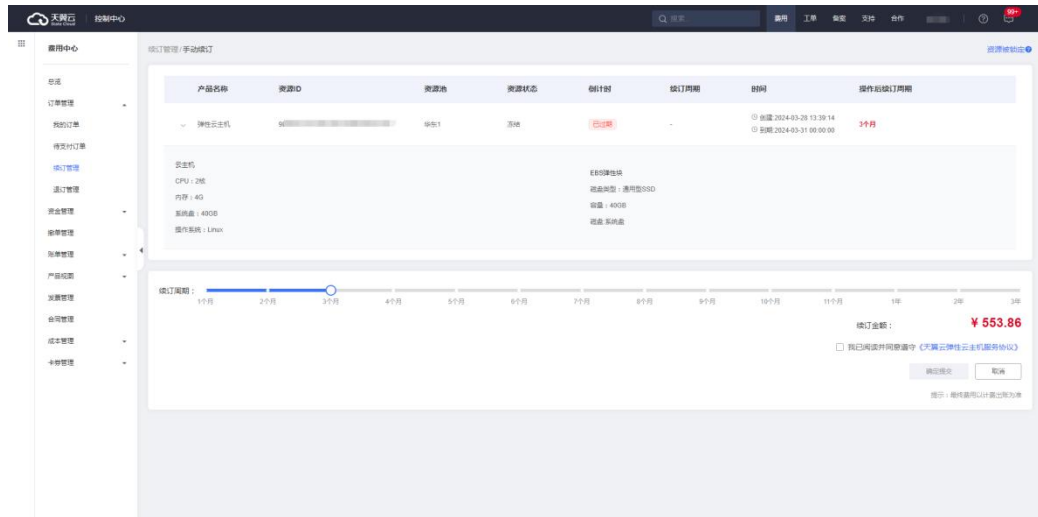 天翼云
控制中心
搜索
费用
工单
备案
支持
合作
99+
费用中心
总览
订单管理
我的订单
待支付订单
续订管理
退订管理
资金管理
账单管理
产品视图
发票管理
合同管理
成本管理
卡券管理
续订管理/手动续订
资源被锁定
产品名称 资源ID 资源池 资源状态 倒计时 续订周期 时间 操作后续订周期
弹性云主机 华东1 冻结 已过期 - 创建:2024-03-28 13:39:14 3个月
到期:2024-03-31 00:00:00
云主机
CPU:2核
内存:4G
系统盘:40GB
操作系统:Linux
EBS弹性块
磁盘类型:通用型SSD
容量:40GB
磁盘:系统盘
续订周期:
1个月 2个月 3个月 4个月 5个月 6个月 7个月 8个月 9个月 10个月 11个月 1年 2年 3年
续订金额: ¥ 553.86
我已阅读并同意遵守《天翼云弹性云主机服务协议》
确定提交 取消
提示:最终费用以计费出账为准